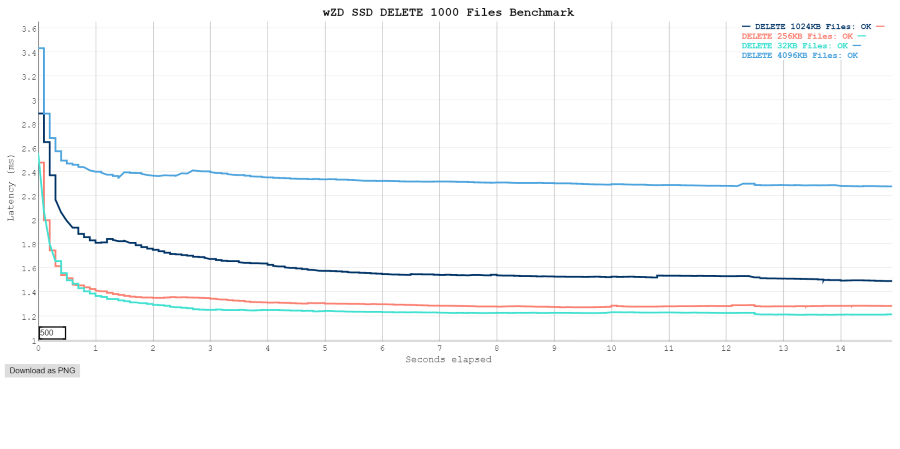 wZD SSD DELETE 1000 Files Benchmark
DELETE 1024KB Files: OK
DELETE 256KB Files: OK
DELETE 32KB Files: OK
DELETE 4096KB Files: OK
3.6
3.4
3.2
3
2.8
2.6
2.4
2.2
2
1.8
1.6
1.4
1.2
1
Latency (ms)
500
0 1 2 3 4 5 6 7 8 9 10 11 12 13 14
Seconds elapsed
Download as PNG